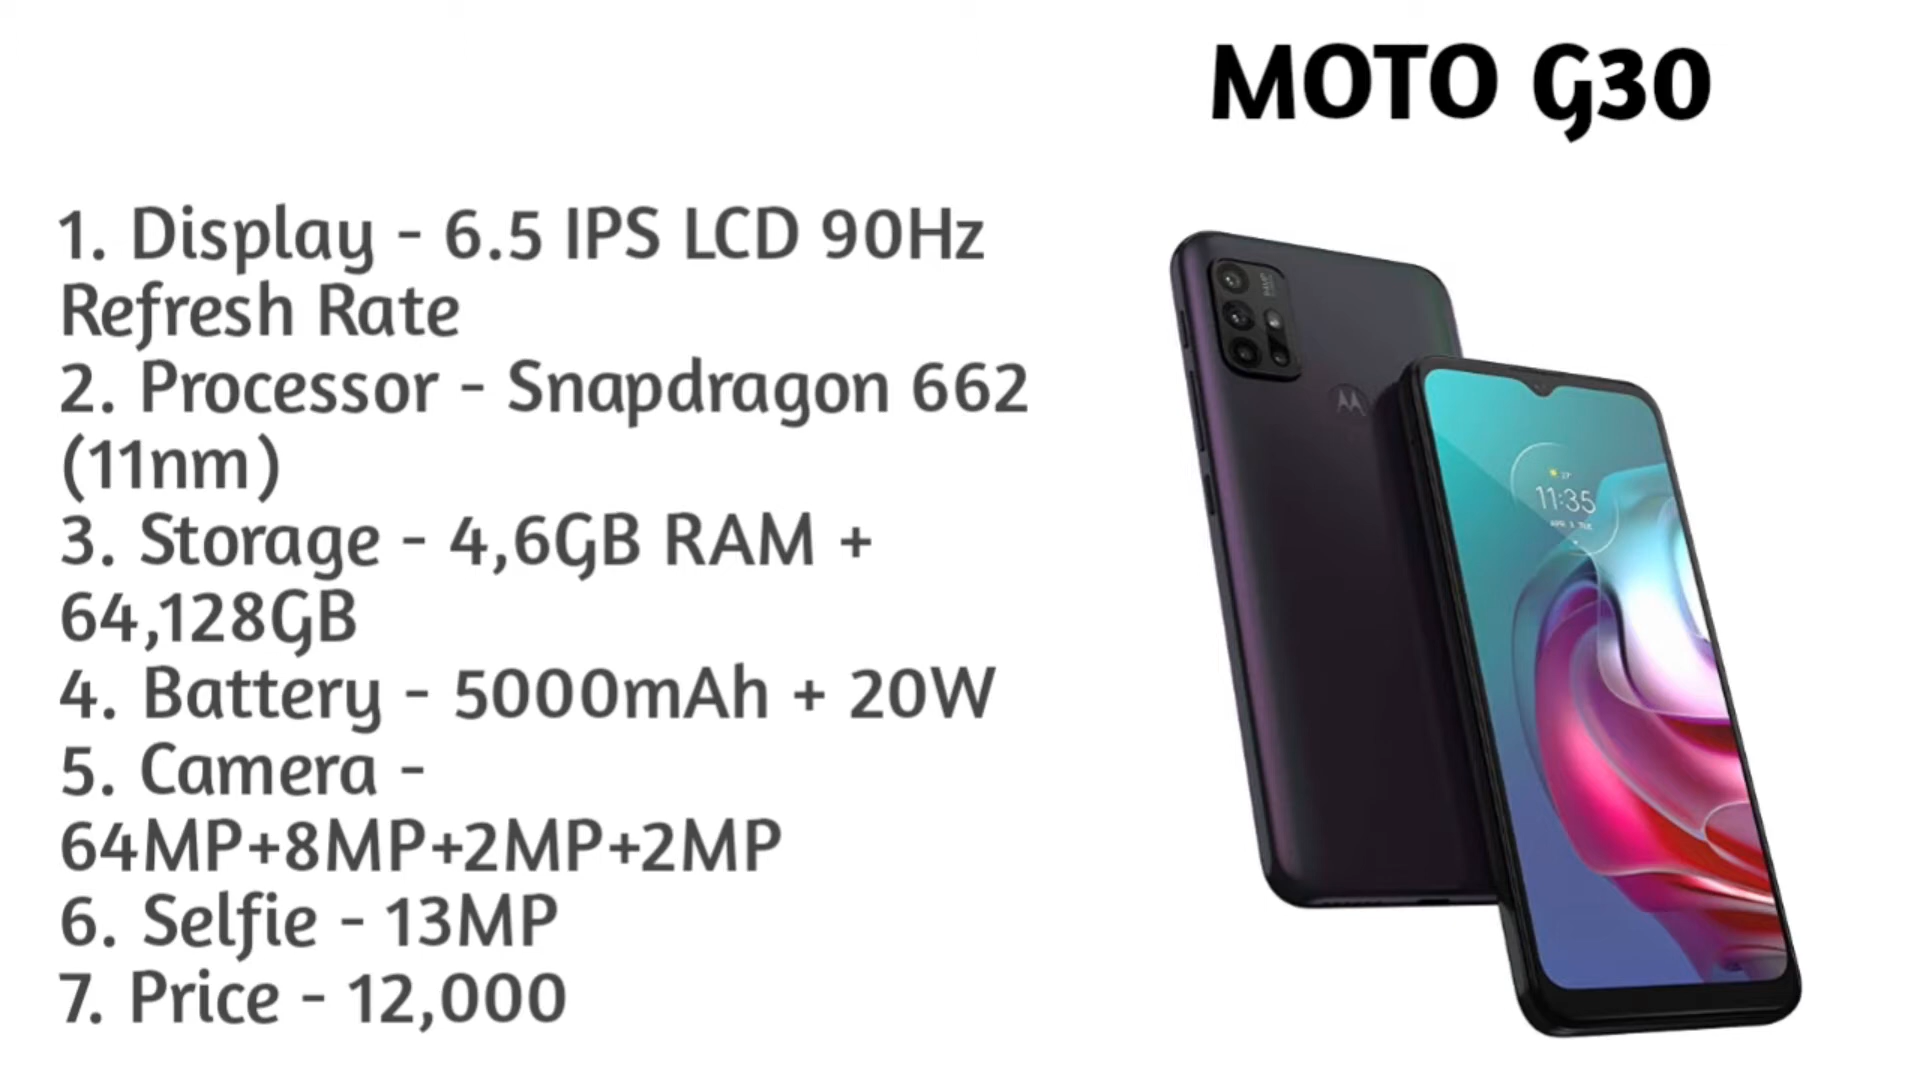 MOTO G30
1. Display - 6.5 IPS LCD 90Hz
Refresh Rate
2. Processor - Snapdragon 662
(11nm)
3. Storage - 4,6GB RAM +
64,128GB
4. Battery - 5000mAh + 20W
5. Camera -
64MP+8MP+2MP+2MP
6. Selfie - 13MP
7. Price - 12,000
11:35